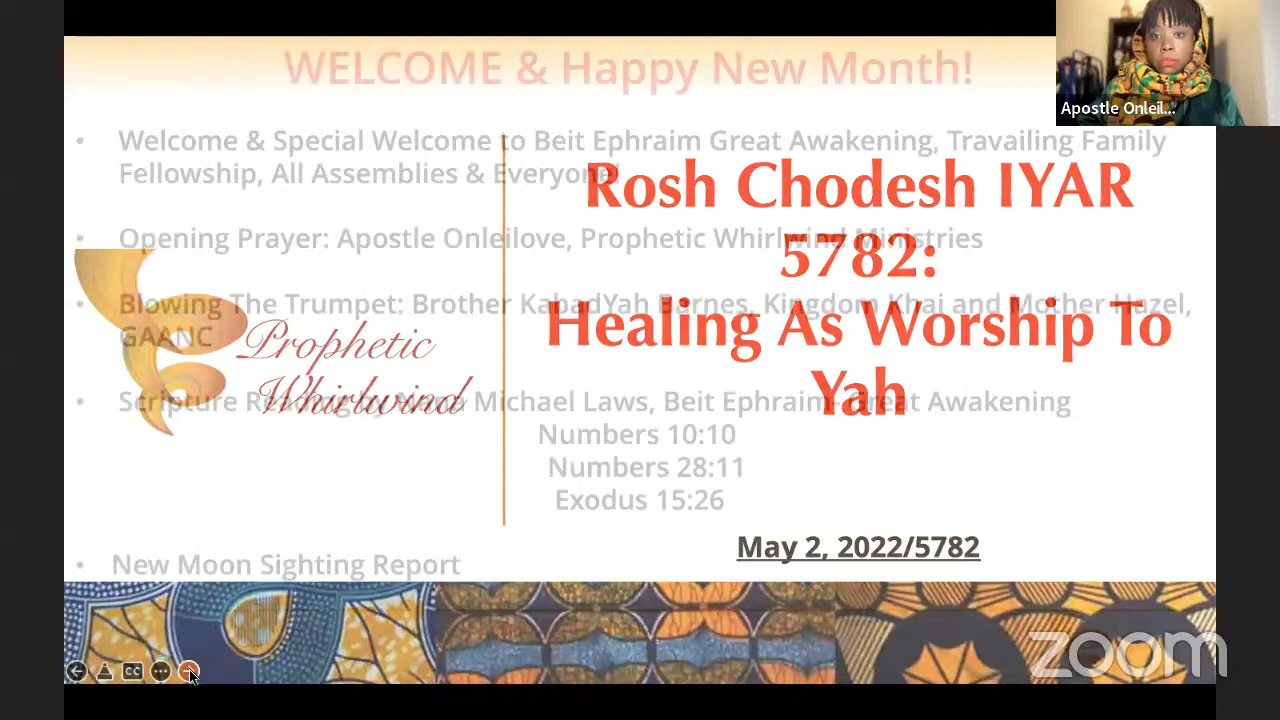 WELCOME & Happy New Month!
Apostle Onleil...
• Welcome & Special Welcome to Beit Ephraim Great Awakening, Travailing Family
Fellowship, All Assemblies & Everyone!
Rosh Chodesh IYAR
5782:
Healing As Worship To
Yah
• Opening Prayer: Apostle Onleilove, Prophetic Whirlwind Ministries
• Blowing The Trumpet: Brother KabadYah Barnes, Kingdom Khai and Mother Hazel,
GAANC
Prophetic
Whirlwind
• Scripture Michael Laws, Beit Ephraim Great Awakening
Numbers 10:10
Numbers 28:11
Exodus 15:26
May 2, 2022/5782
• New Moon Sighting Report
CC
zoom